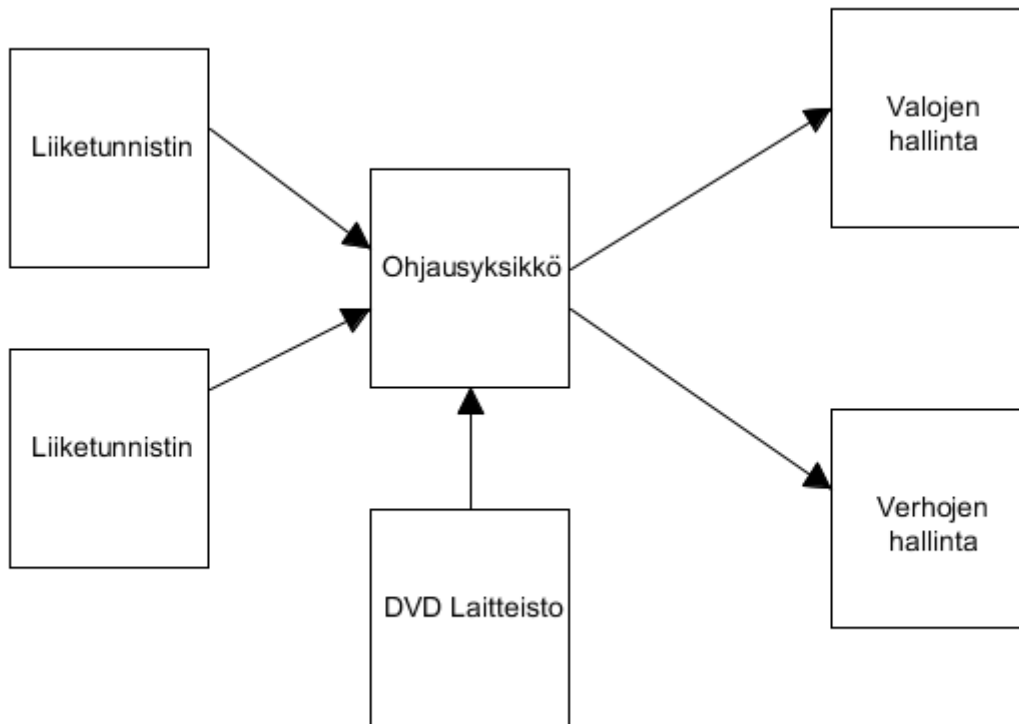 Liiketunnistin
Ohjausyksikkö
Valojen
hallinta
Liiketunnistin
DVD Laitteisto
Verhojen
hallinta